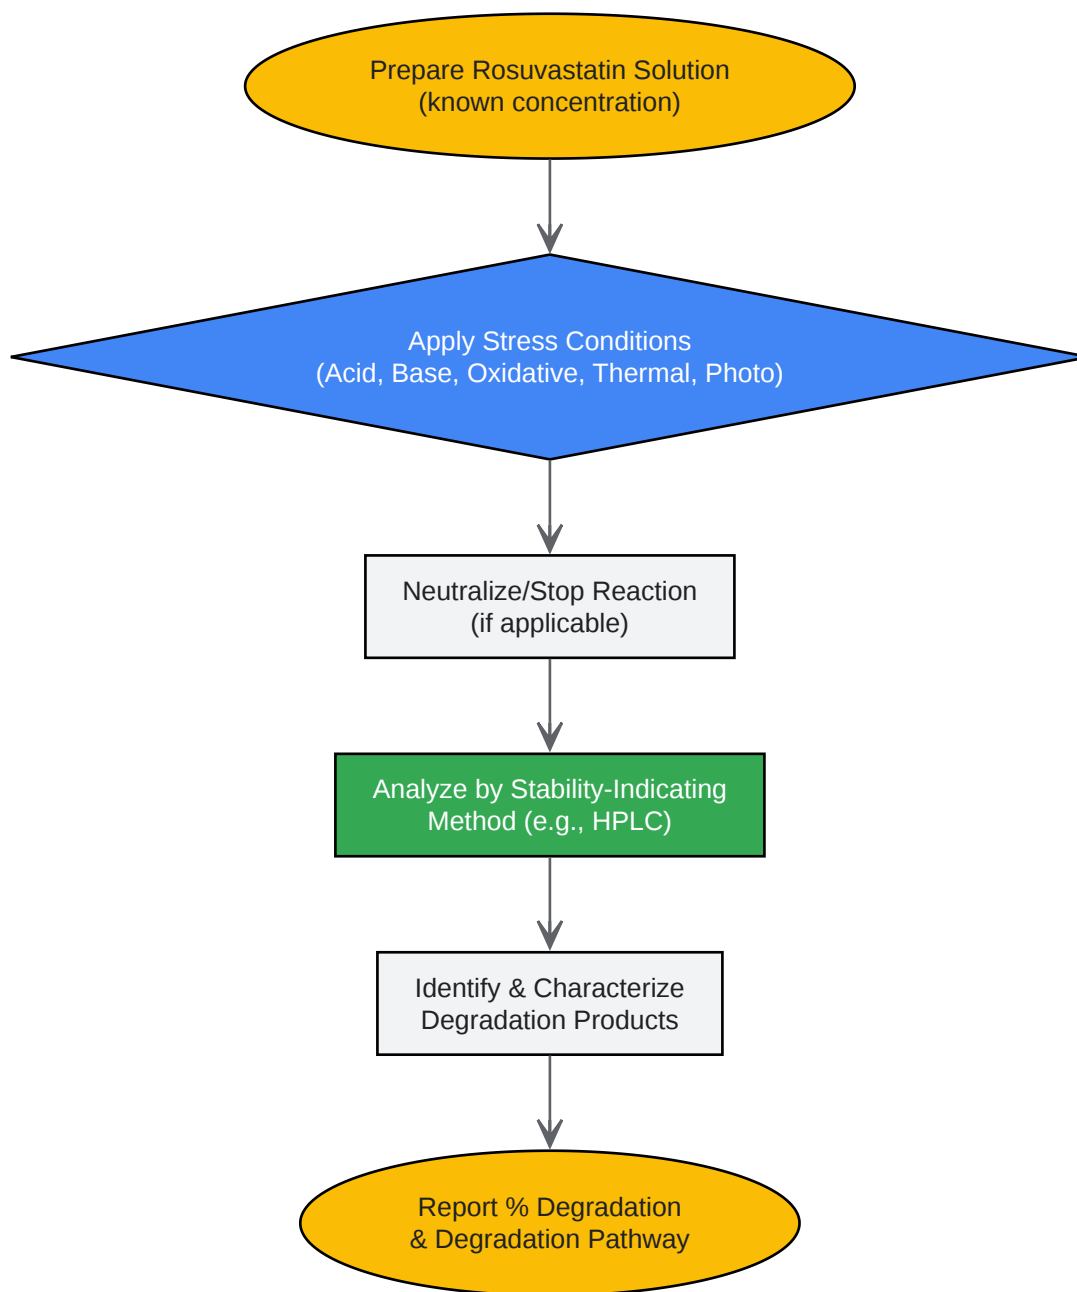 Prepare Rosuvastatin Solution
(known concentration)
Apply Stress Conditions
(Acid, Base, Oxidative, Thermal, Photo)
Neutralize/Stop Reaction
(if applicable)
Analyze by Stability-Indicating
Method (e.g., HPLC)
Identify & Characterize
Degradation Products
Report % Degradation
& Degradation Pathway